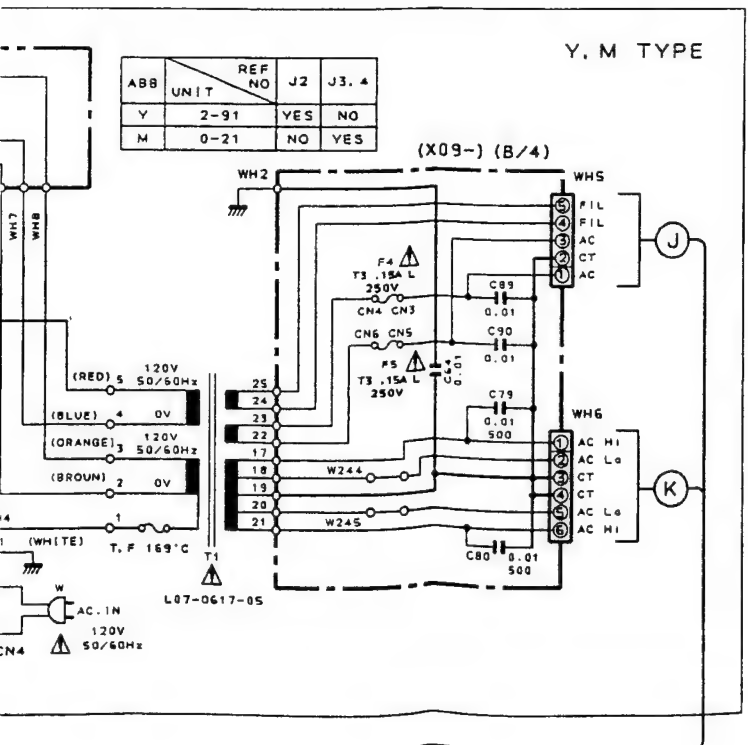 Y, M TYPE
ABB UNIT REF NO J2 J3, 4
Y 2-91 YES NO
M 0-21 NO YES
(X09-) (B/4)
WH2
WH5
5 FIL
4 FIL
3 AC
2 CT
1 AC
J
WH7
WH8
F4
T3 .15A L
250V
CN4 CN3
C89
0.01
CN6 CN5
C90
0.01
F5
T3 .15A L
250V
C64
0.01
C79
0.01
500
(RED) 5
120V
50/60Hz
(BLUE) 4 0V
(ORANGE) 3
120V
50/60Hz
(BROUN) 2 0V
1
(WHITE)
T.F 169°C
T1
L07-0617-05
25
24
23
22
17
18
19
20
21
W244
W245
WH6
1 AC Hi
2 AC Lo
3 CT
4 CT
5 AC Lo
6 AC Hi
K
C80 0.01
500
W
AC.IN
120V
50/60Hz
CN4